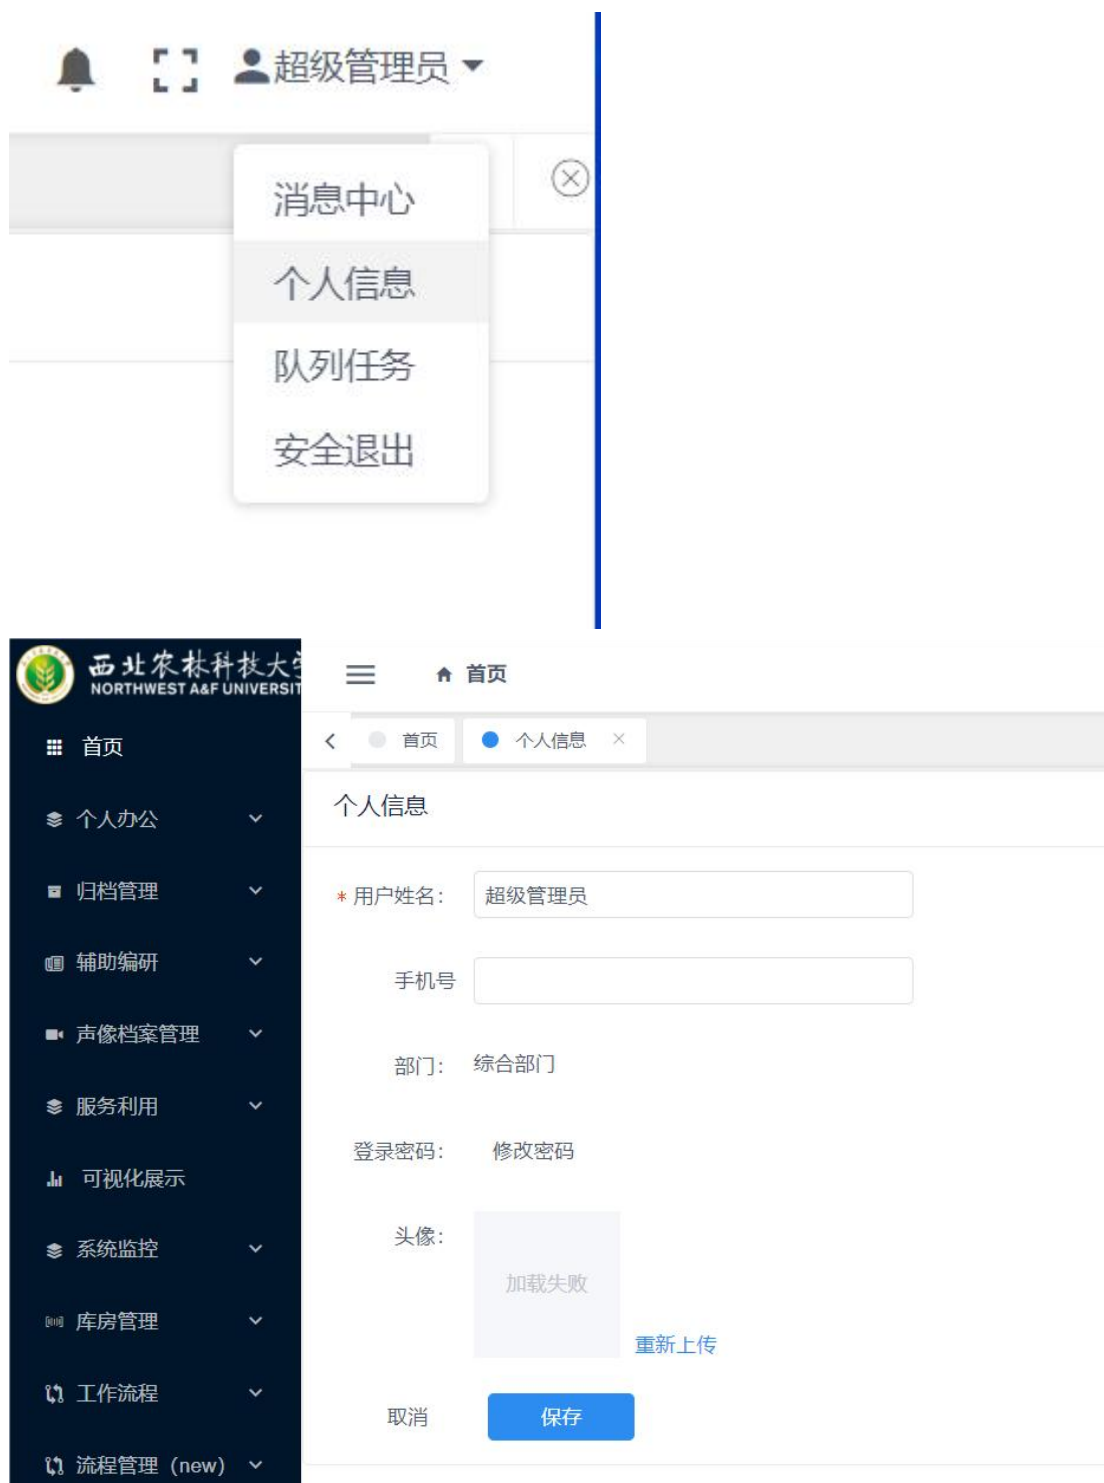 超级管理员
消息中心
个人信息
队列任务
安全退出
西北农林科技大
NORTHWEST A&F UNIVERSIT
首页
首页
个人办公
归档管理
辅助编研
声像档案管理
服务利用
可视化展示
系统监控
库房管理
工作流程
流程管理（new）
首页
个人信息
个人信息
* 用户姓名：
超级管理员
手机号
部门：
综合部门
登录密码：
修改密码
头像：
加载失败
重新上传
取消
保存